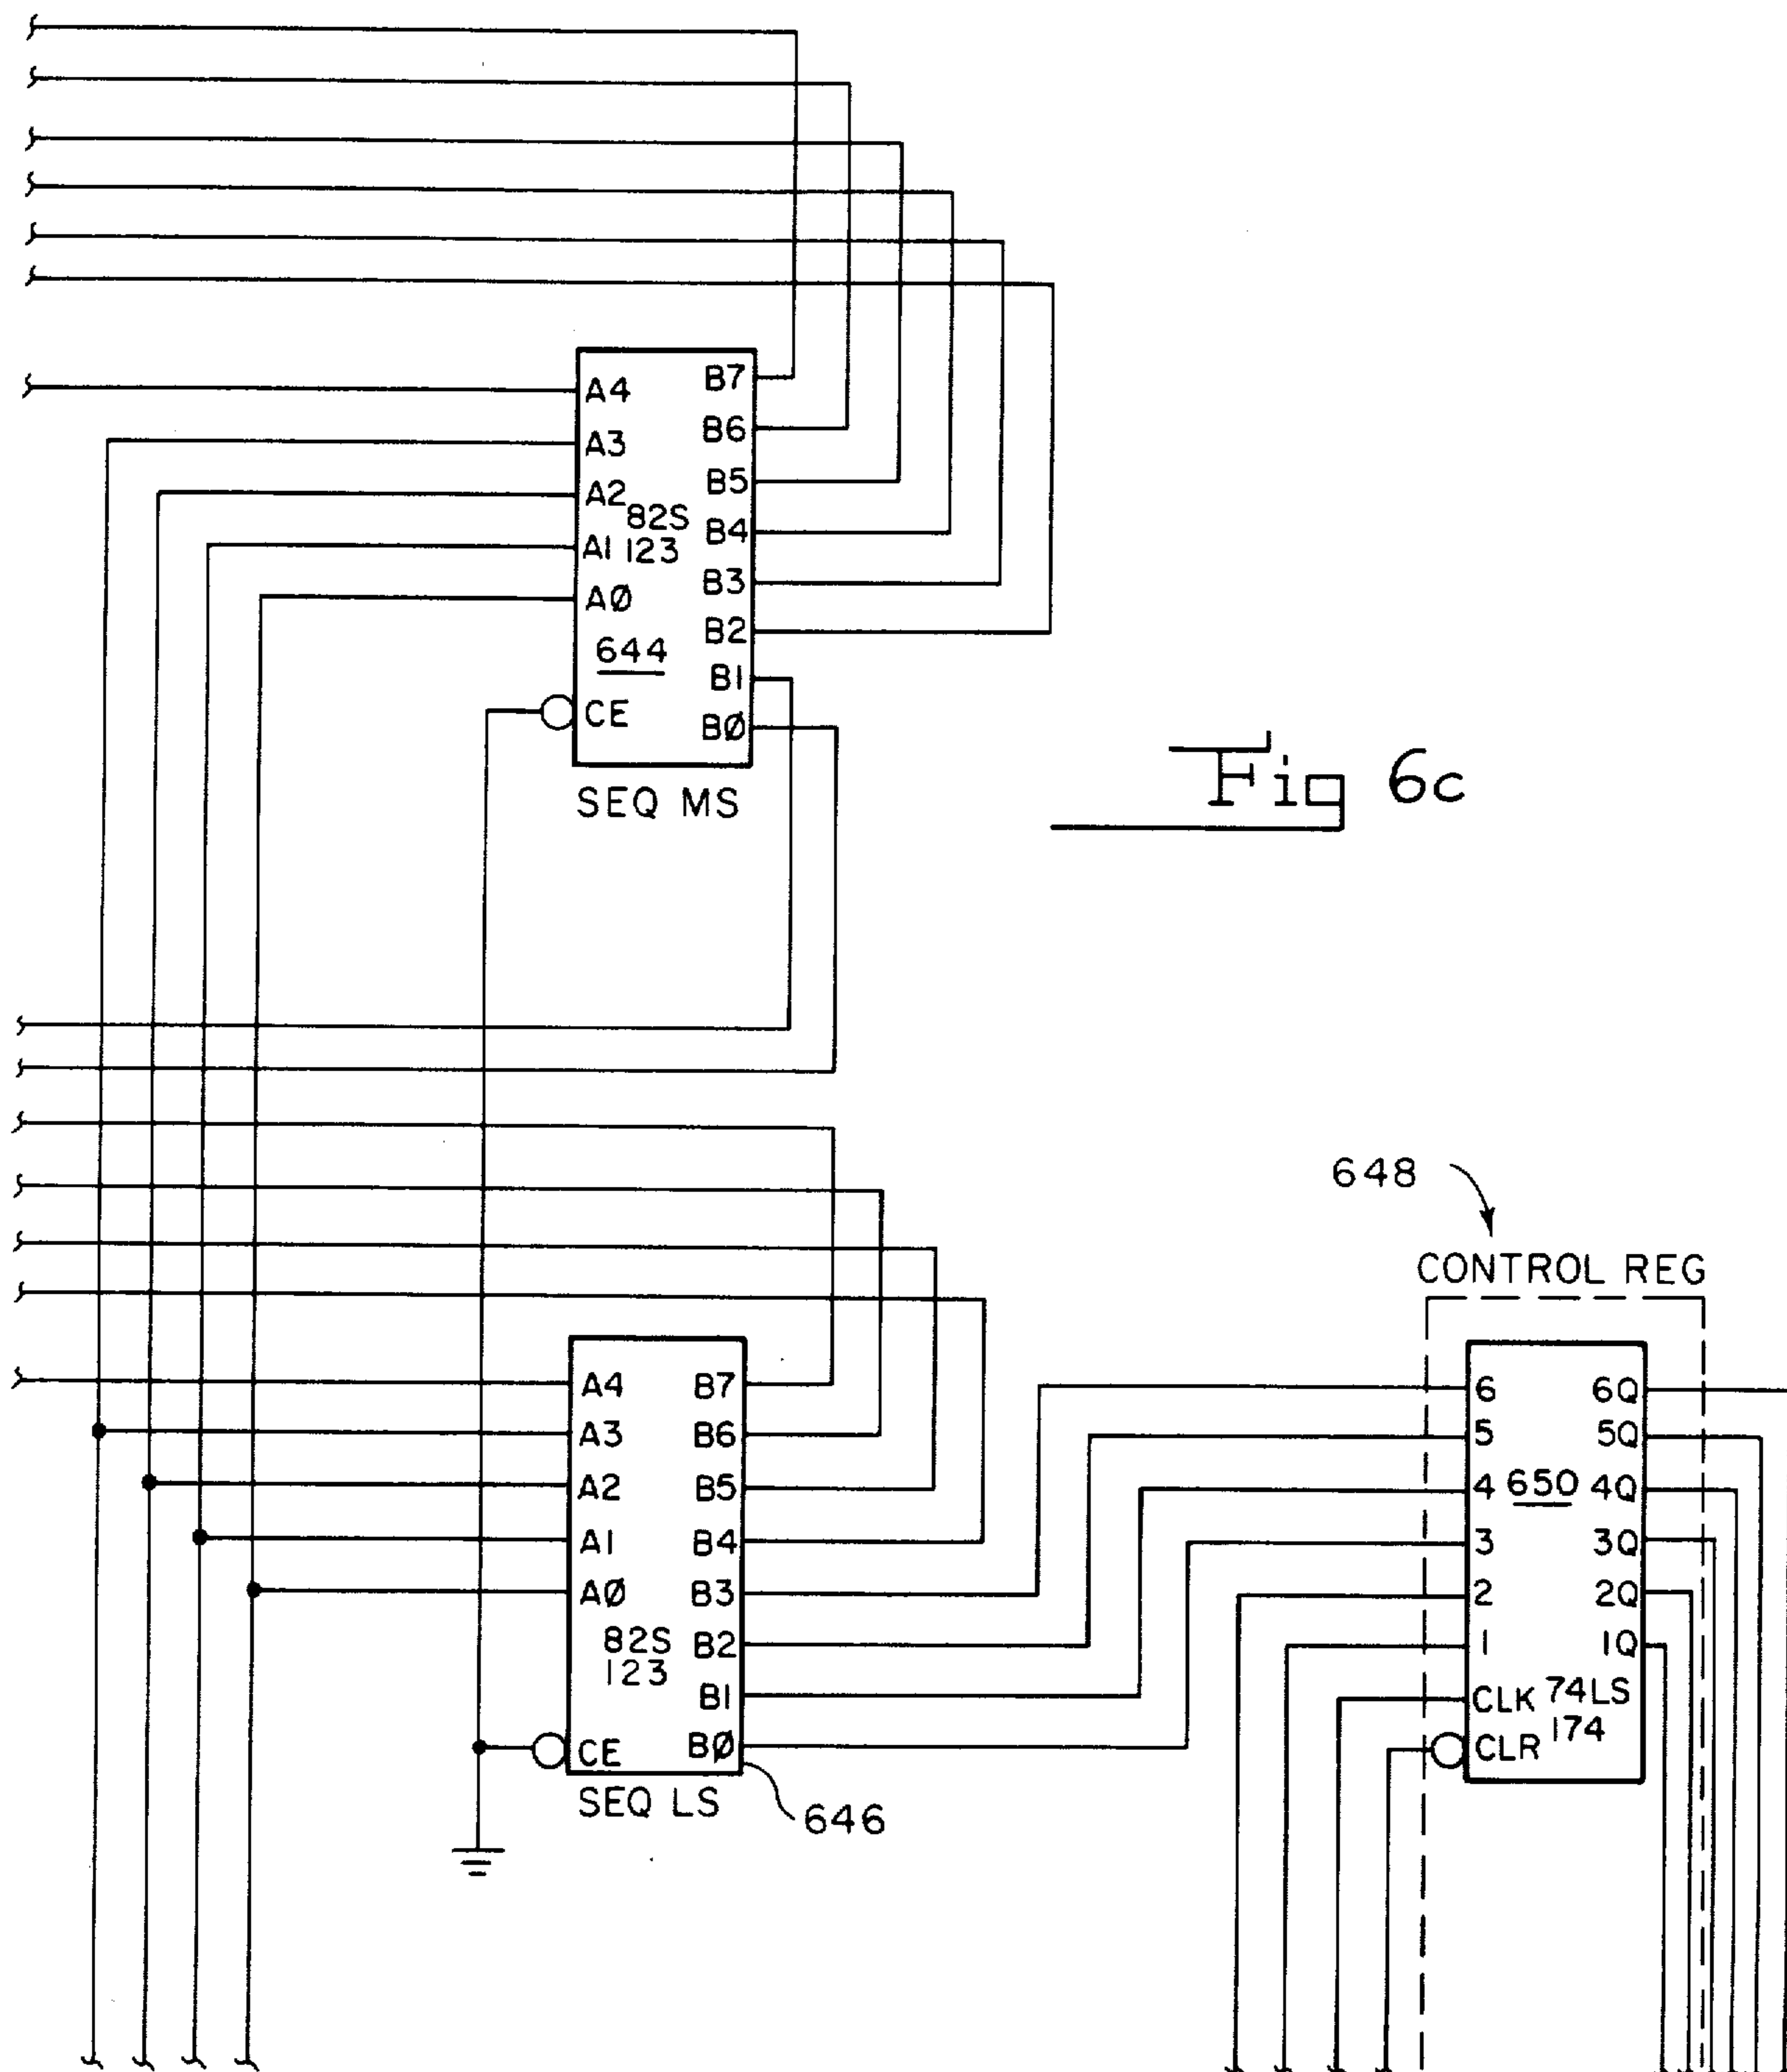 A4
A3
A2
A1
AØ
82S
123
644
CE
B7
B6
B5
B4
B3
B2
B1
BØ
SEQ MS
Fig 6c
648
CONTROL REG
A4
A3
A2
A1
AØ
82S
123
CE
B7
B6
B5
B4
B3
B2
B1
BØ
SEQ LS
646
6
5
4
3
2
1
CLK
CLR
650
74LS
174
6Q
5Q
4Q
3Q
2Q
1Q